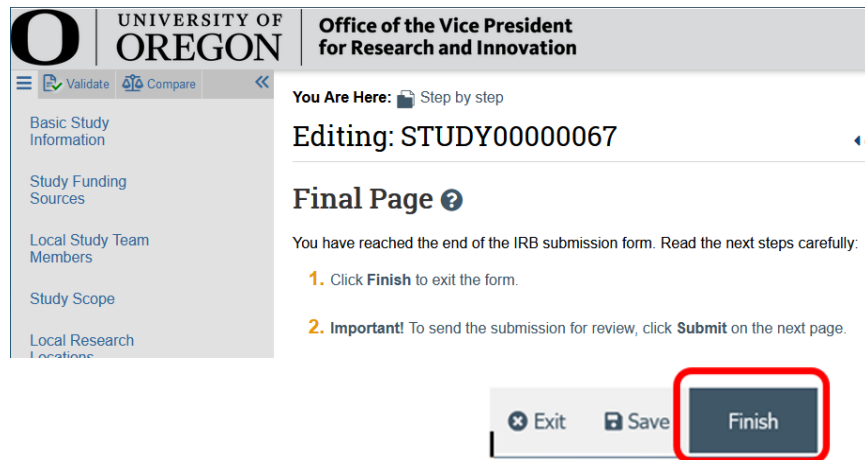 UNIVERSITY OF
OREGON
Office of the Vice President
for Research and Innovation
Validate Compare
You Are Here: Step by step
Basic Study
Information
Editing: STUDY00000067
Study Funding
Sources
Final Page
Local Study Team
Members
You have reached the end of the IRB submission form. Read the next steps carefully:
1. Click Finish to exit the form.
Study Scope
2. Important! To send the submission for review, click Submit on the next page.
Local Research
Locations
Exit Save Finish